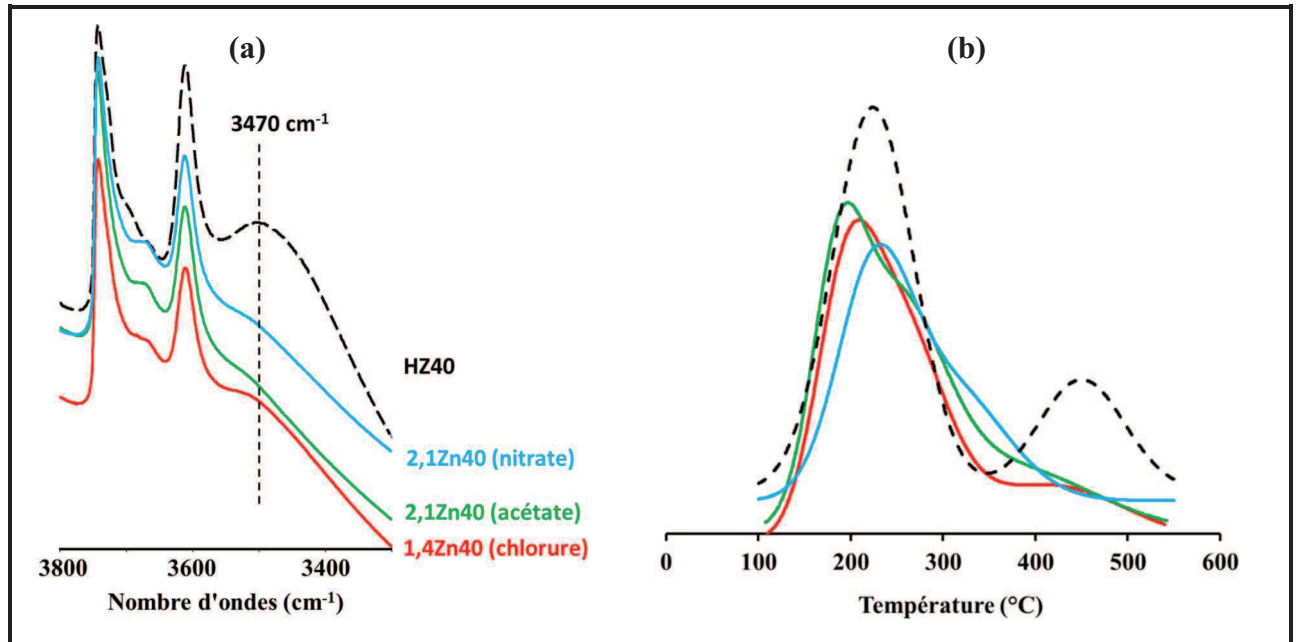 (a)
3470 cm-1
HZ40
2,1Zn40 (nitrate)
2,1Zn40 (acétate)
1,4Zn40 (chlorure)
3800 3600 3400
Nombre d'ondes (cm-1)
(b)
0 100 200 300 400 500 600
Température (°C)